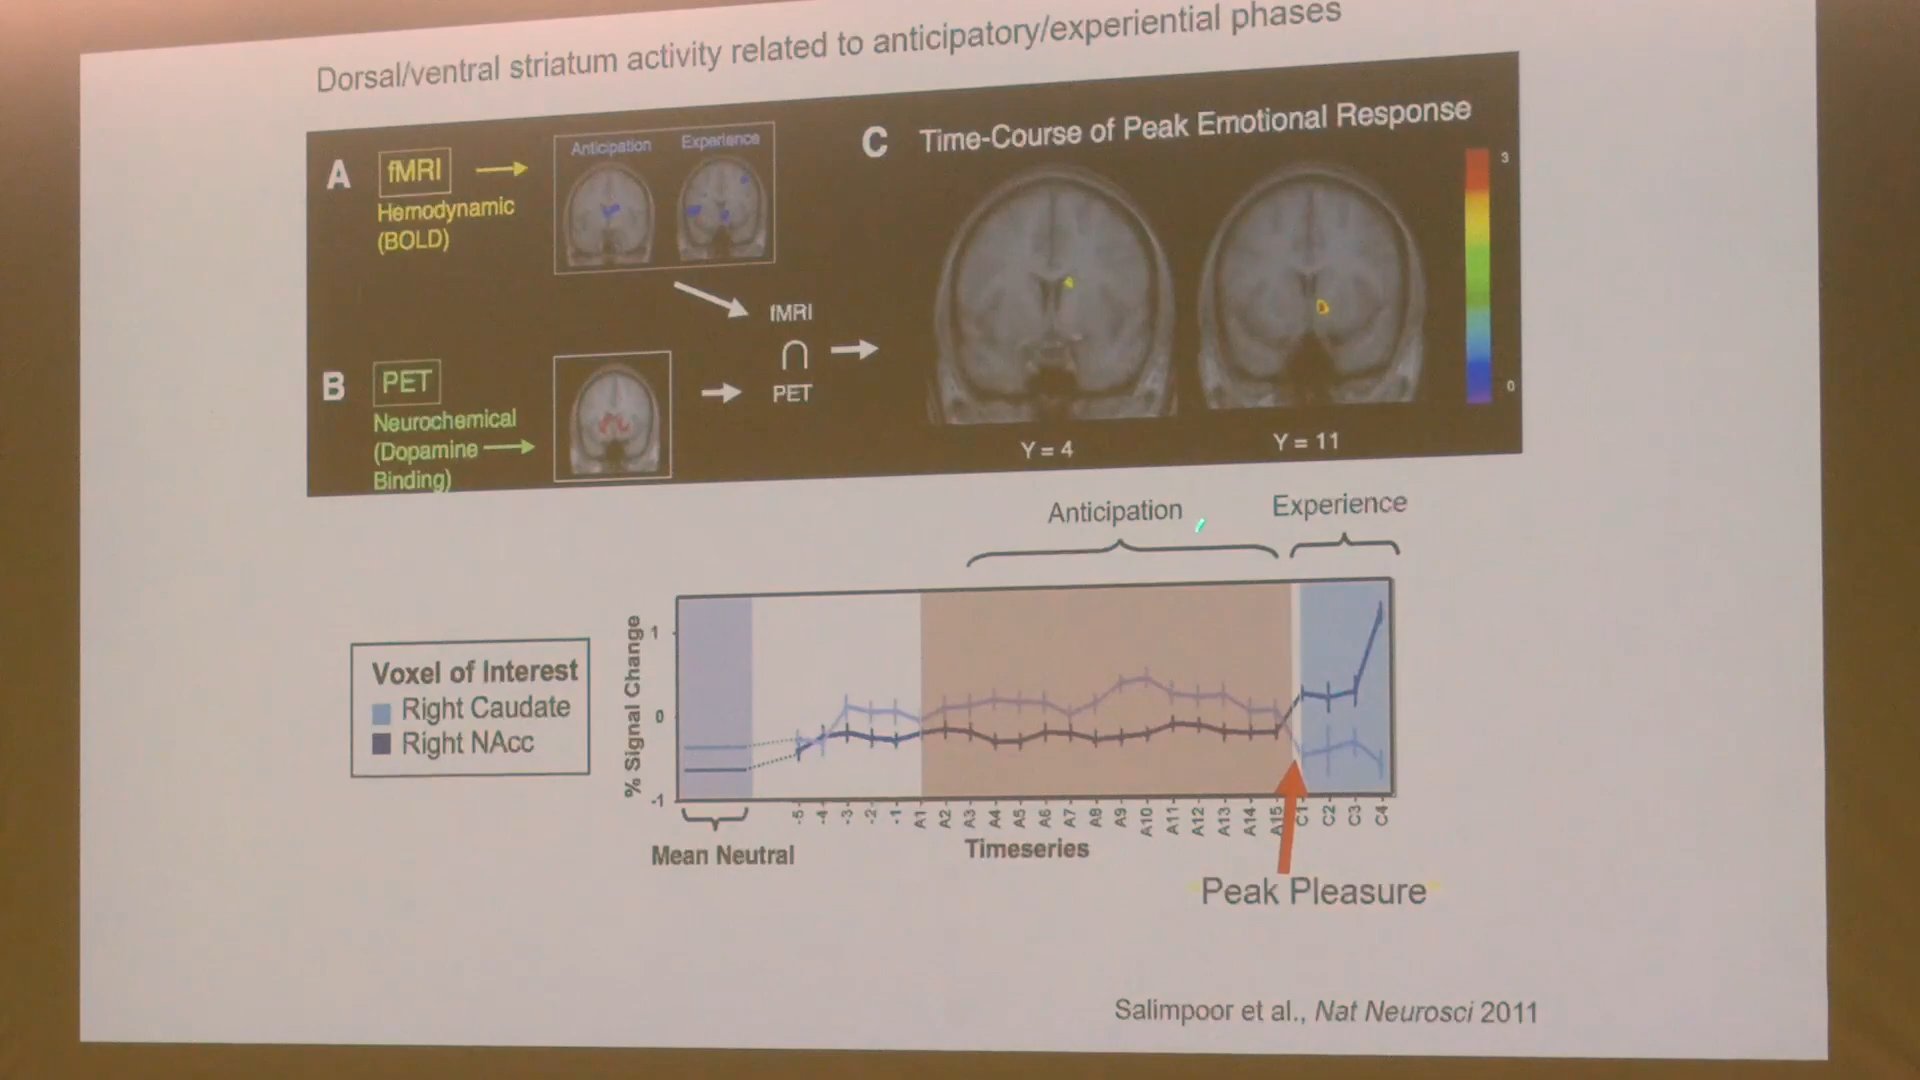 Dorsal/ventral striatum activity related to anticipatory/experiential phases
A
fMRI
Hemodynamic
(BOLD)
Anticipation
Experience
B
PET
Neurochemical
(Dopamine
Binding)
fMRI
∩
PET
C
Time-Course of Peak Emotional Response
3
0
Y = 4
Y = 11
Anticipation
Experience
Voxel of Interest
Right Caudate
Right NAcc
% Signal Change
1
0
-1
-5
-4
-3
-2
-1
A1
A2
A3
A4
A5
A6
A7
A8
A9
A10
A11
A12
A13
A14
A15
C1
C2
C3
C4
Mean Neutral
Timeseries
Peak Pleasure
Salimpoor et al., Nat Neurosci 2011